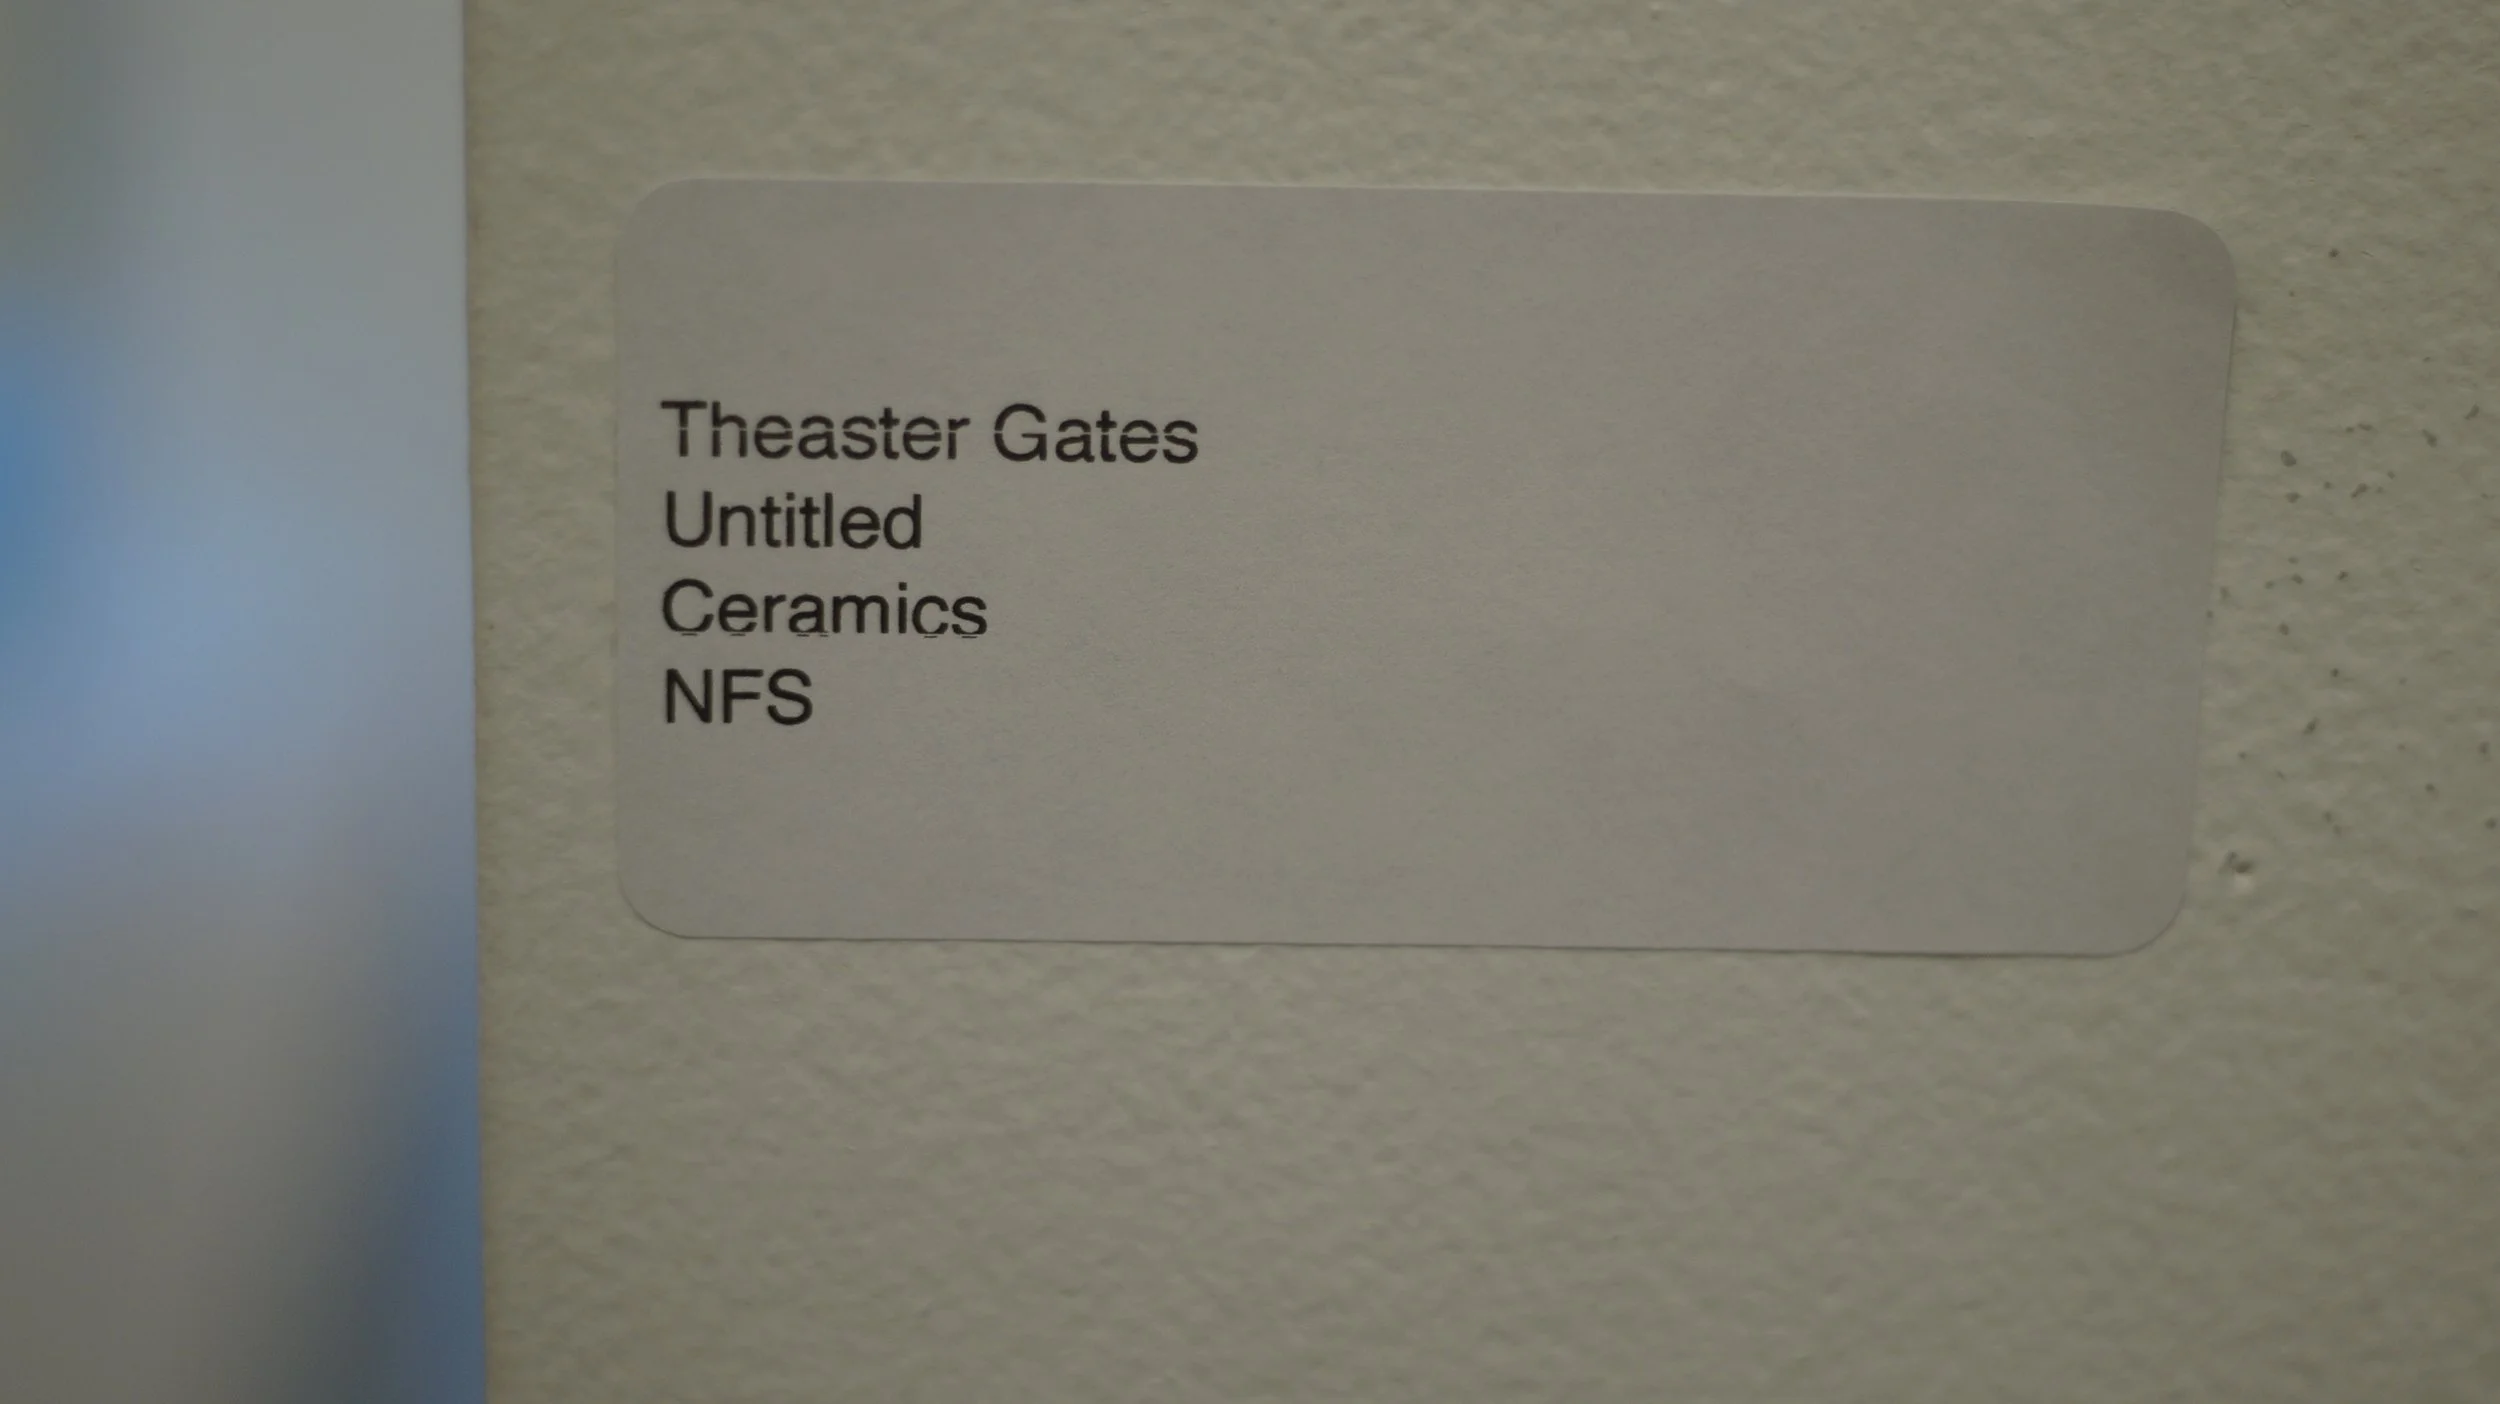 Theaster Gates
Untitled
Ceramics
NFS